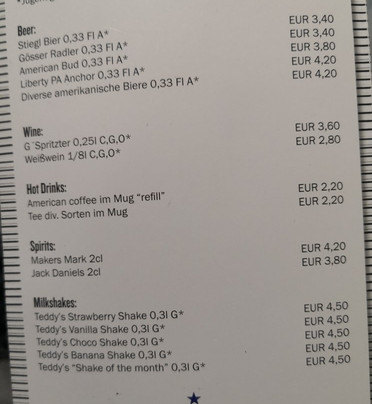 Beer:
Stiegl Bier 0,33 Fl A* EUR 3,40
Gösser Radler 0,33 Fl A* EUR 3,40
American Bud 0,33 Fl A* EUR 3,80
Liberty PA Anchor 0,33 Fl A* EUR 4,20
Diverse amerikanische Biere 0,33 Fl A* EUR 4,20
Wine:
G´Spritzter 0,25l C,G,O* EUR 3,60
Weißwein 1/8l C,G,O* EUR 2,80
Hot Drinks:
American coffee im Mug "refill" EUR 2,20
Tee div. Sorten im Mug EUR 2,20
Spirits:
Makers Mark 2cl EUR 4,20
Jack Daniels 2cl EUR 3,80
Milkshakes:
Teddy's Strawberry Shake 0,3l G* EUR 4,50
Teddy's Vanilla Shake 0,3l G* EUR 4,50
Teddy's Choco Shake 0,3l G* EUR 4,50
Teddy's Banana Shake 0,3l G* EUR 4,50
Teddy's "Shake of the month" 0,3l G* EUR 4,50